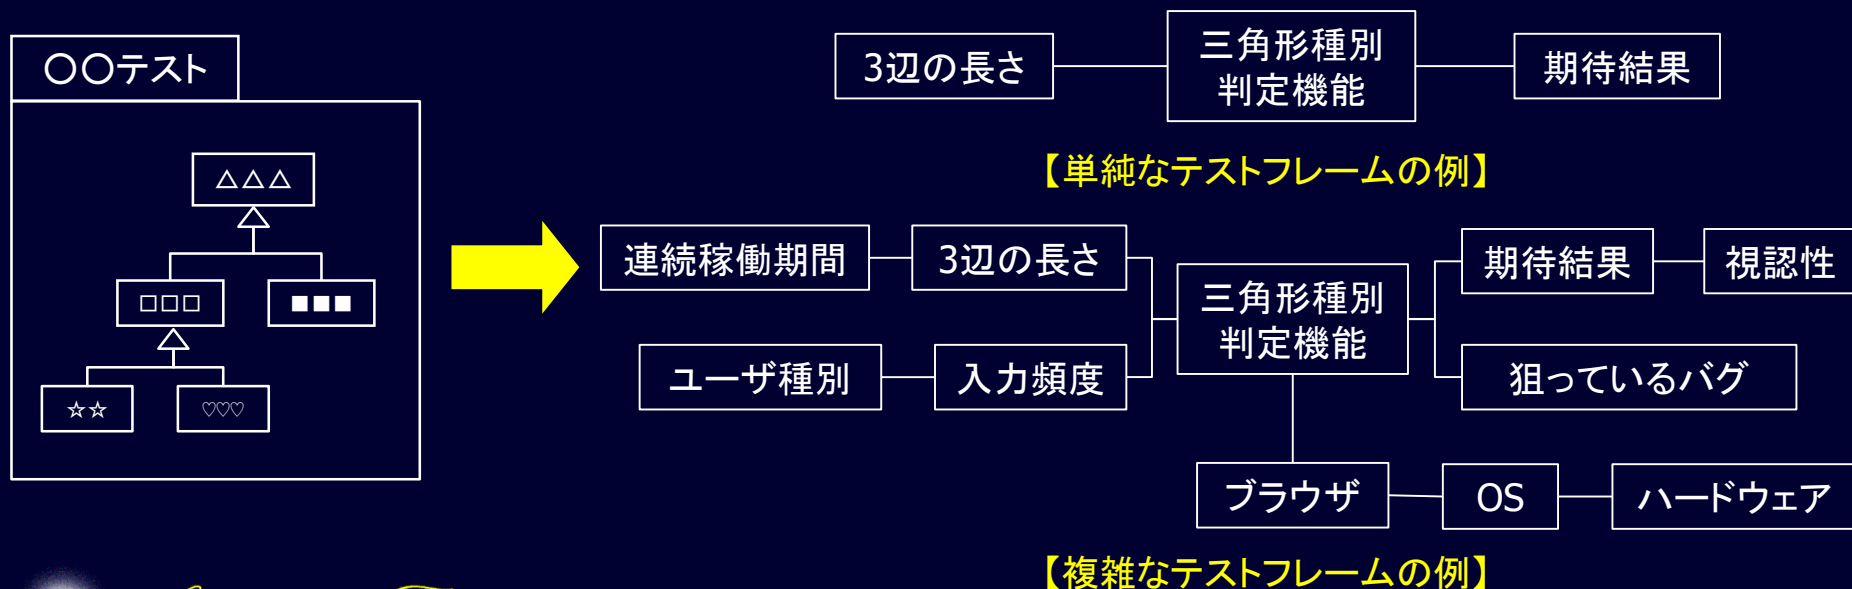 〇〇テスト
△△△
□□□
■■■
☆☆
♡♡♡
3辺の長さ
三角形種別
判定機能
期待結果
【単純なテストフレームの例】
連続稼働期間
3辺の長さ
ユーザ種別
入力頻度
三角形種別
判定機能
期待結果
視認性
狙っているバグ
ブラウザ
OS
ハードウェア
【複雑なテストフレームの例】